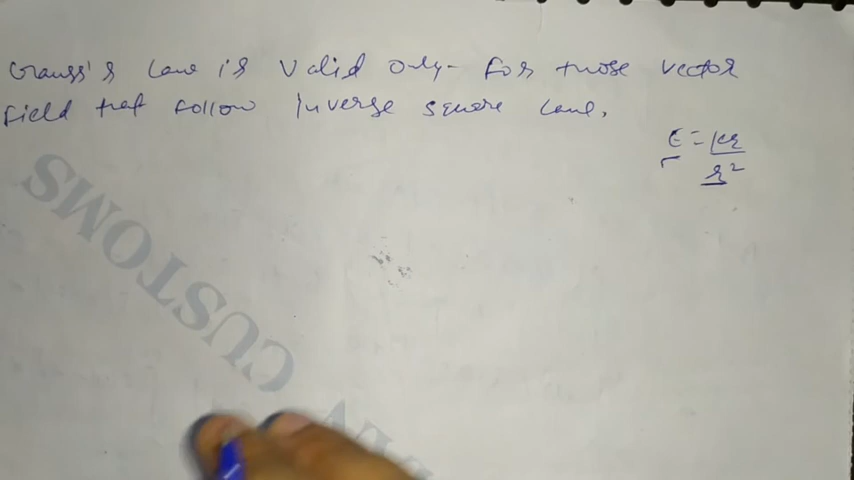 Gauss's law is valid only for those vector
field that follow inverse square law.
E = kq
r²
CUSTOMS